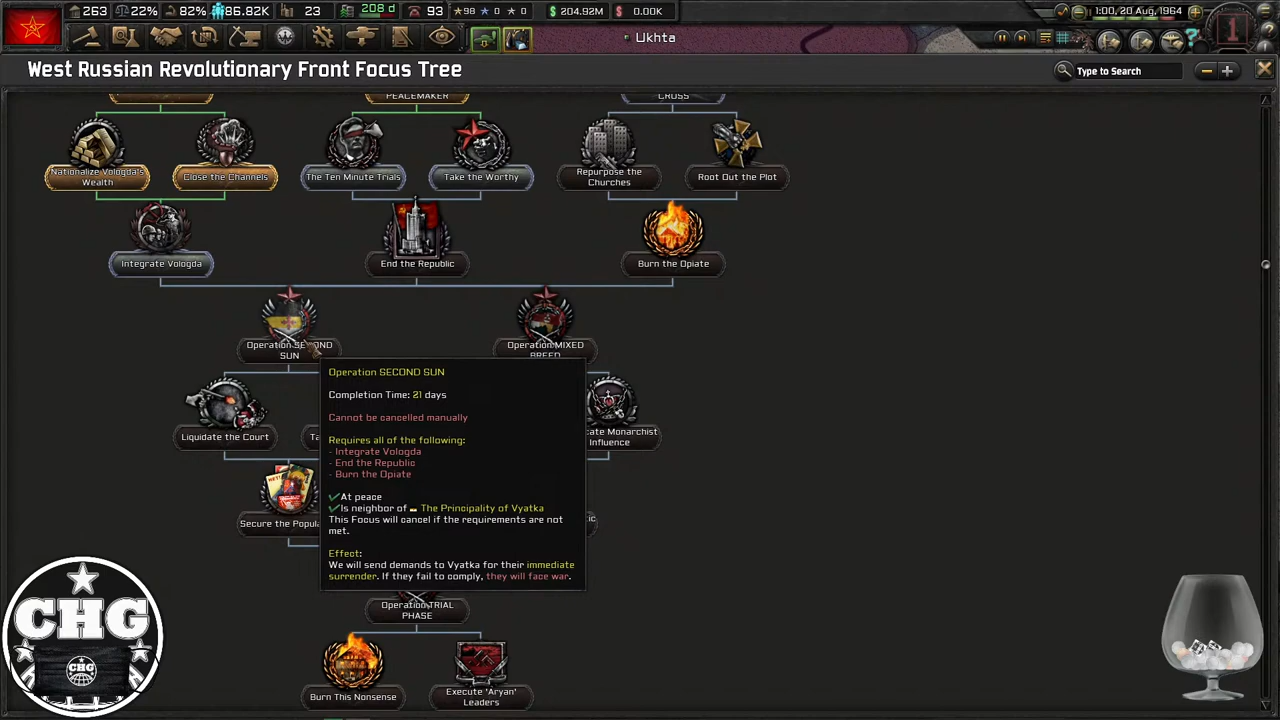 263 22% 82% 86.82K 23 208 d 93 98 0 0 $ 204.92M $ 0.00K 1:00, 20 Aug, 1964
Ukhta
1
West Russian Revolutionary Front Focus Tree
Type to Search
PEACEMAKER
CROSS
Nationalize Vologda's
Wealth
Close the Channels
The Ten Minute Trials
Take the Worthy
Repurpose the
Churches
Root Out the Plot
Integrate Vologda
End the Republic
Burn the Opiate
Operation SECOND
SUN
Operation MIXED
BREED
Operation SECOND SUN
Completion Time: 21 days
Cannot be cancelled manually
Requires all of the following:
- Integrate Vologda
- End the Republic
- Burn the Opiate
At peace
Is neighbor of The Principality of Vyatka
This Focus will cancel if the requirements are not
met.
Effect:
We will send demands to Vyatka for their immediate
surrender. If they fail to comply, they will face war.
Liquidate the Court
Ta
cate Monarchist
Influence
Secure the Popula
tic
Operation TRIAL
PHASE
Burn This Nonsense
Execute 'Aryan'
Leaders
CHG
CHG